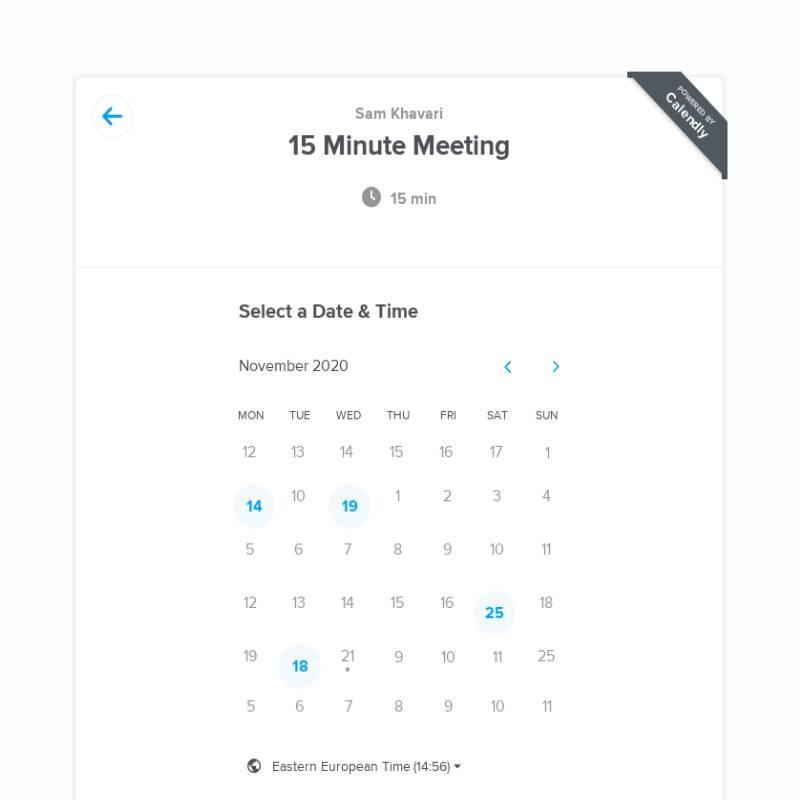 POWERED BY
Calendly
Sam Khavari
15 Minute Meeting
15 min
Select a Date & Time
November 2020
MON TUE WED THU FRI SAT SUN
12 13 14 15 16 17 1
14 10 19 1 2 3 4
5 6 7 8 9 10 11
12 13 14 15 16 25 18
19 18 21 9 10 11 25
5 6 7 8 9 10 11
Eastern European Time (14:56)